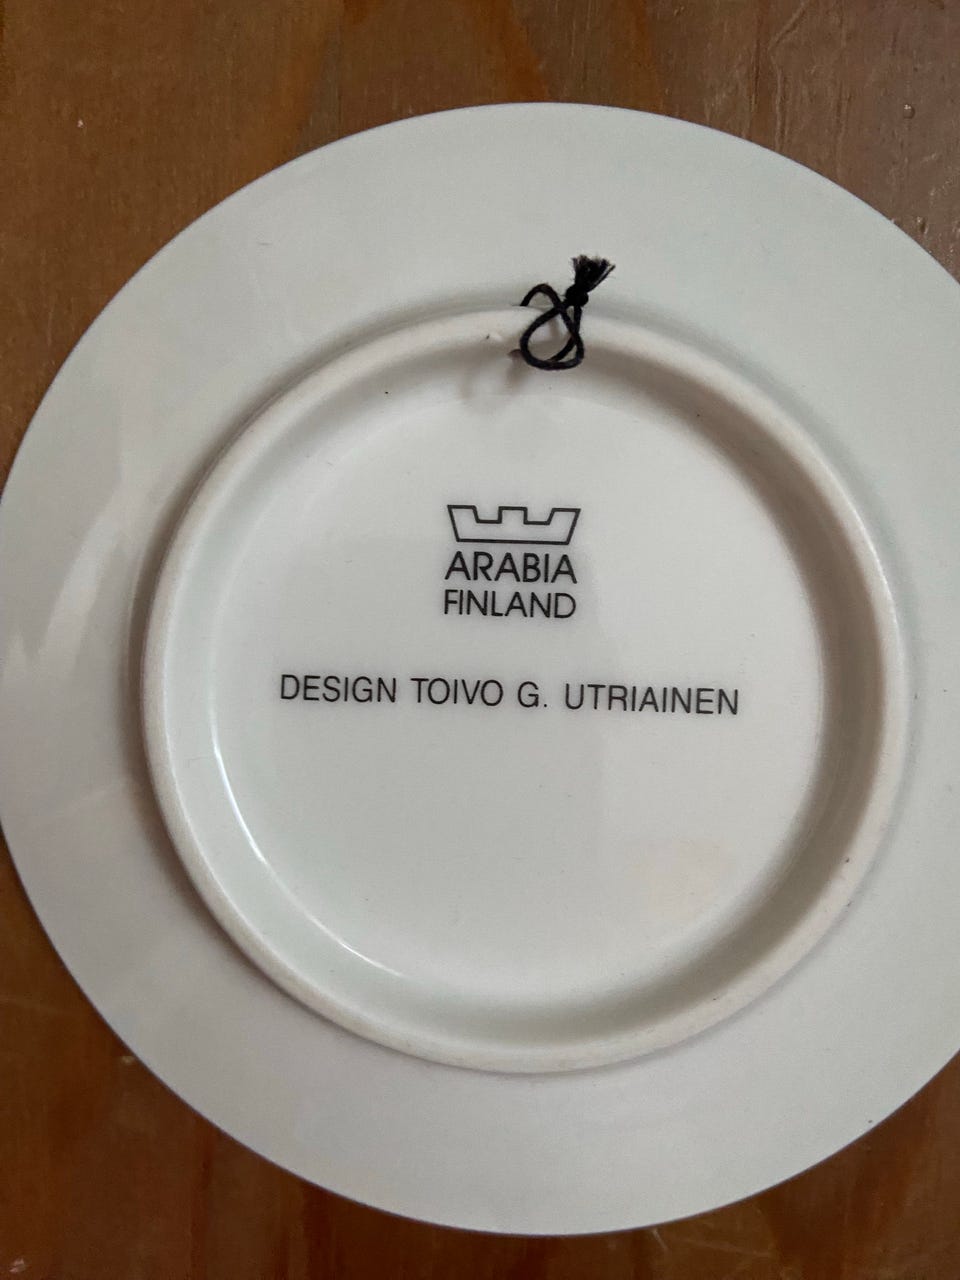 ARABIA
FINLAND
DESIGN TOIVO G. UTRIAINEN